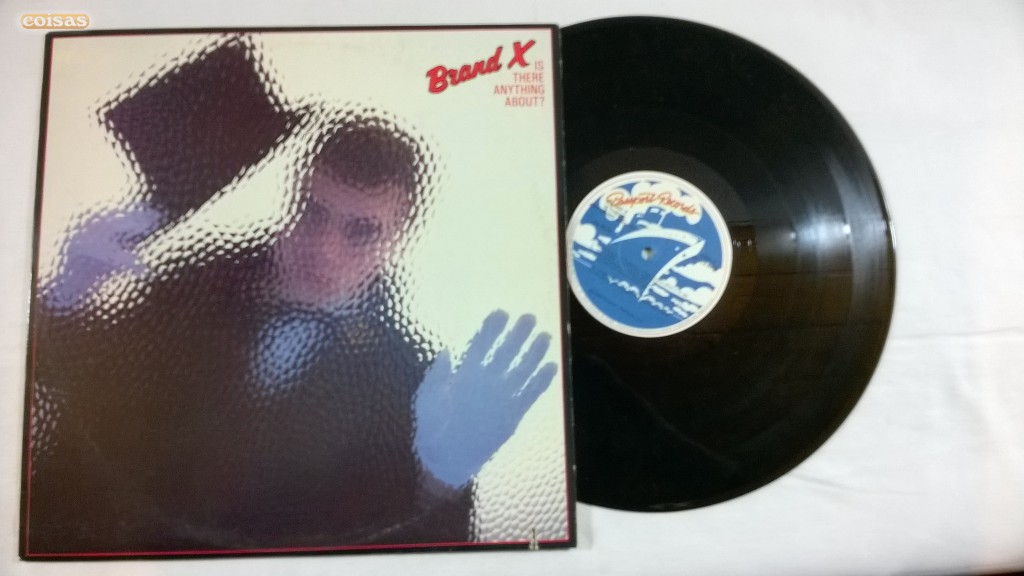 coisas
Brand X
IS
THERE
ANYTHING
ABOUT?
Passport Records